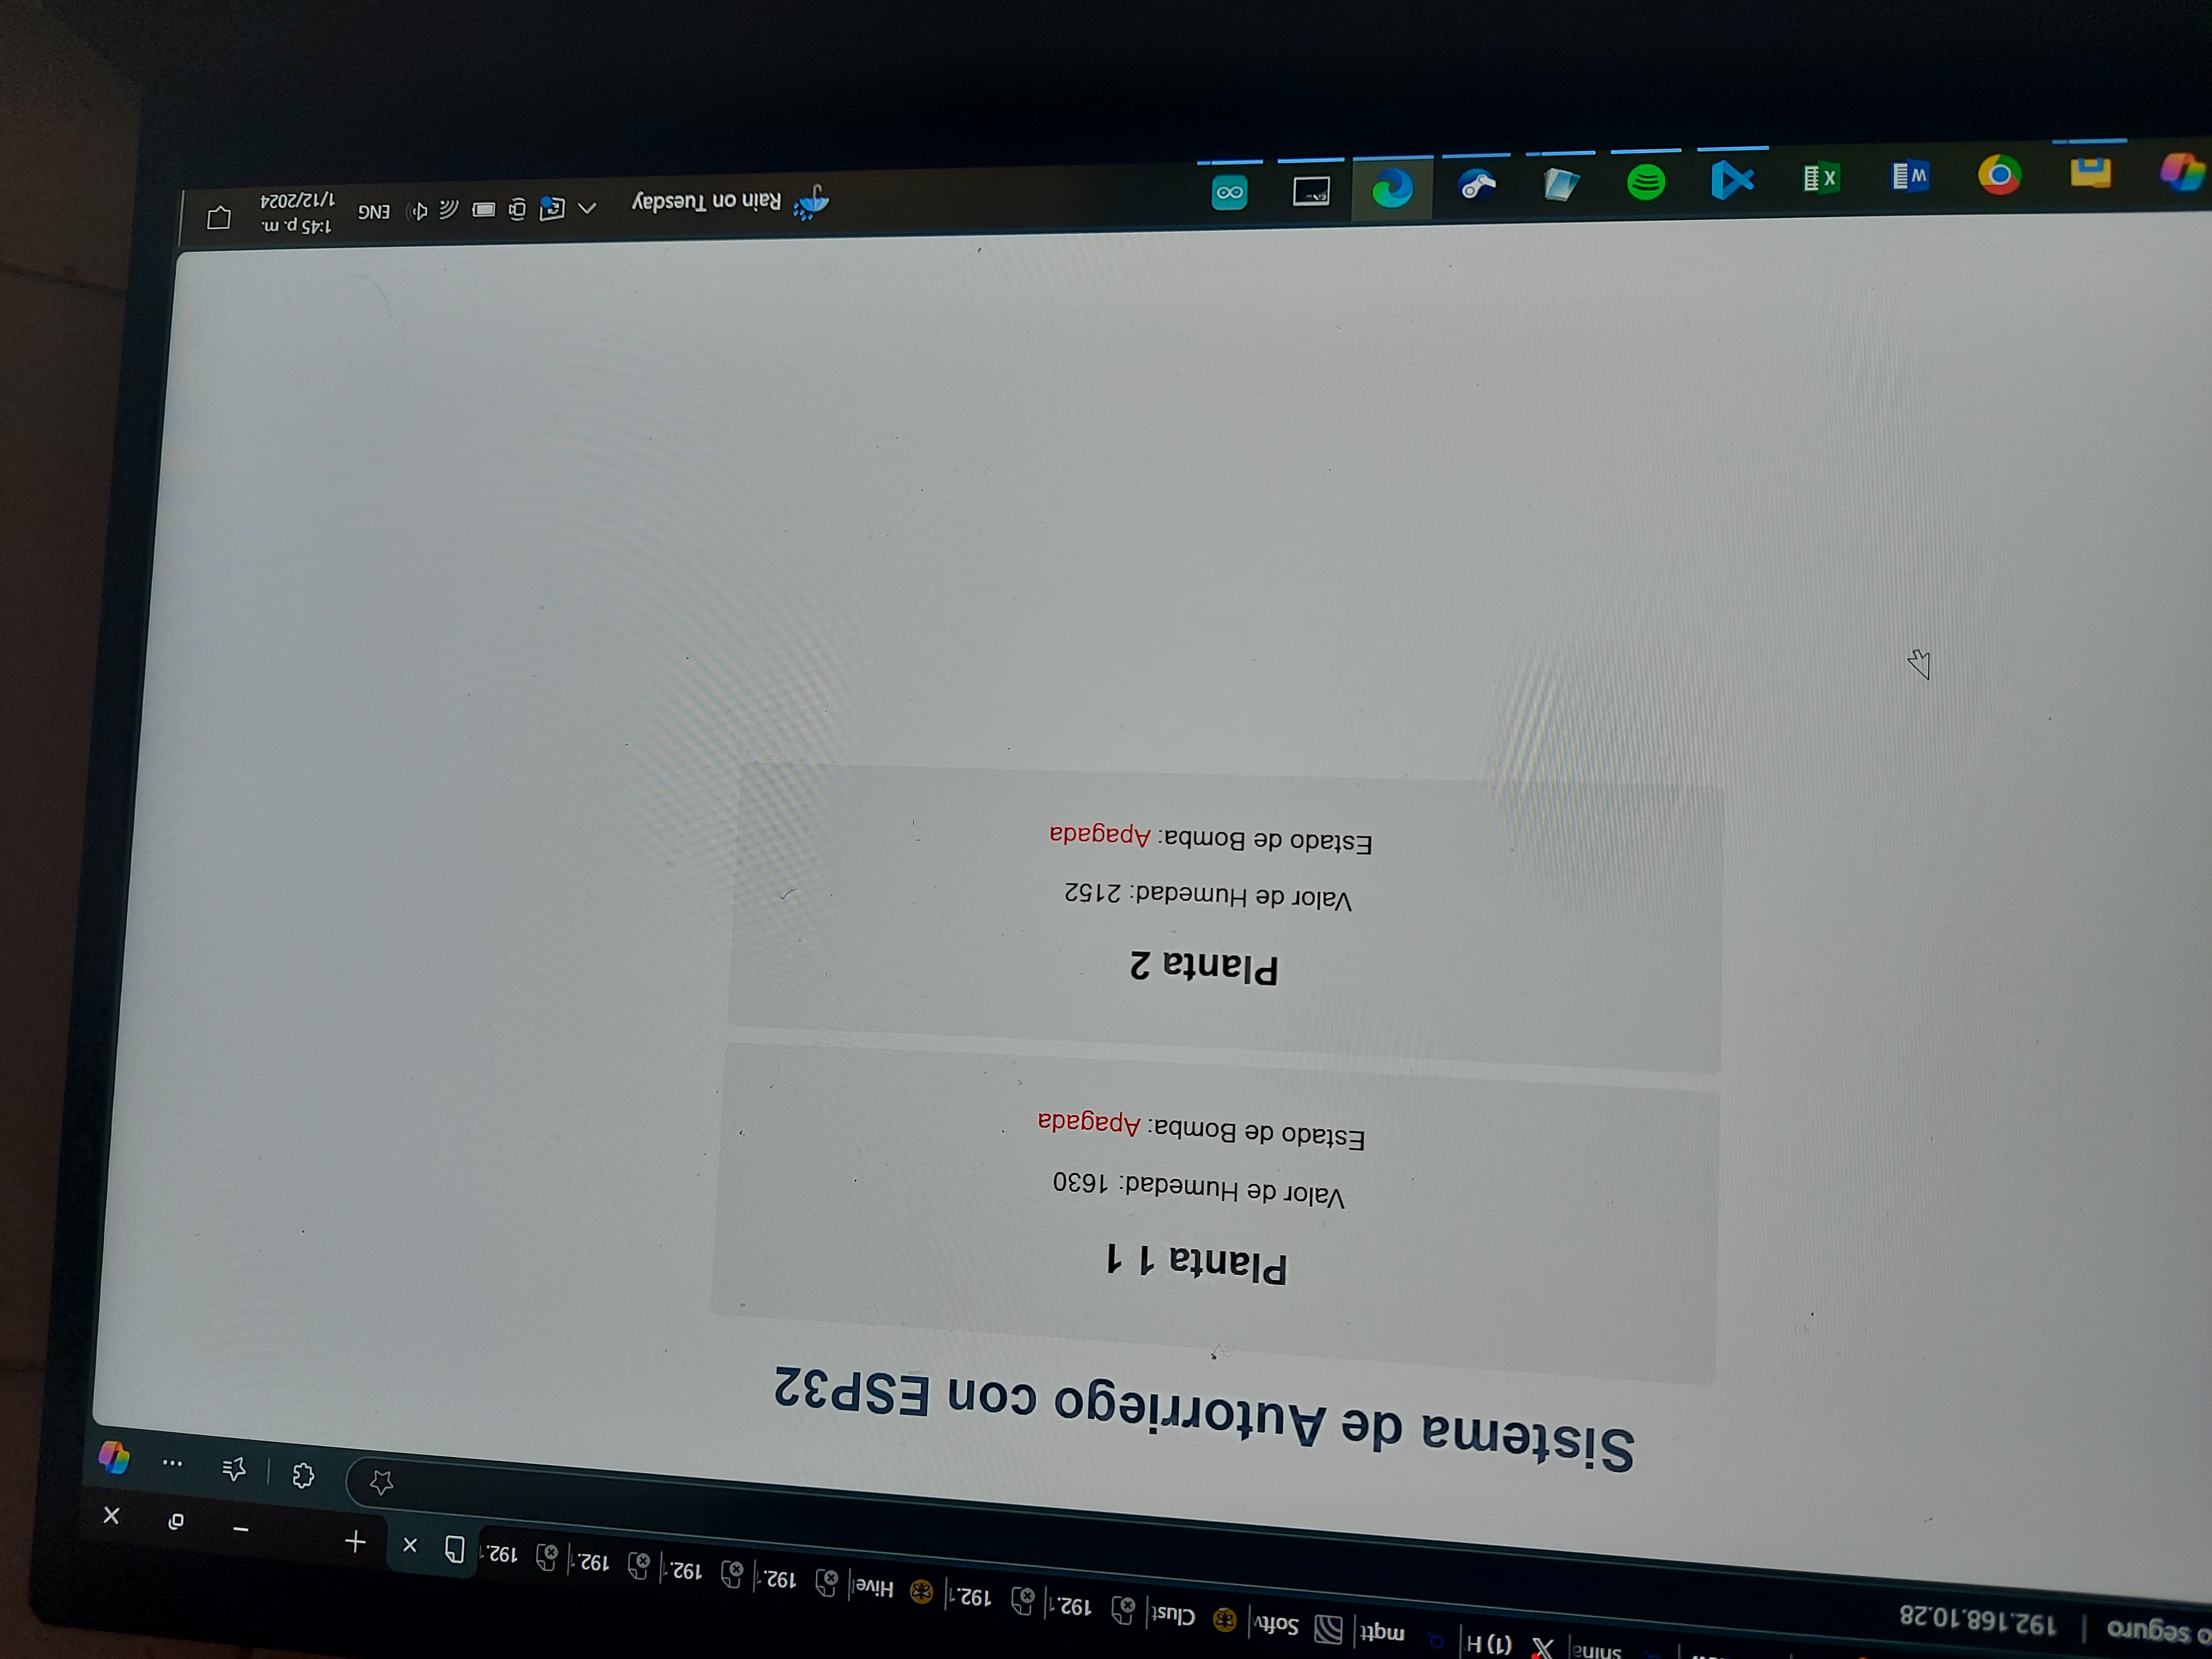 (1) H
mqtt
Softv
Clust
192.1
192.1
Hive
192.1
192.1
192.1
192.1
o seguro | 192.168.10.28
Sistema de Autorriego con ESP32
Planta 1 1
Valor de Humedad: 1630
Estado de Bomba: Apagada
Planta 2
Valor de Humedad: 2152
Estado de Bomba: Apagada
Rain on Tuesday
ENG
1:45 p. m.
1/12/2024